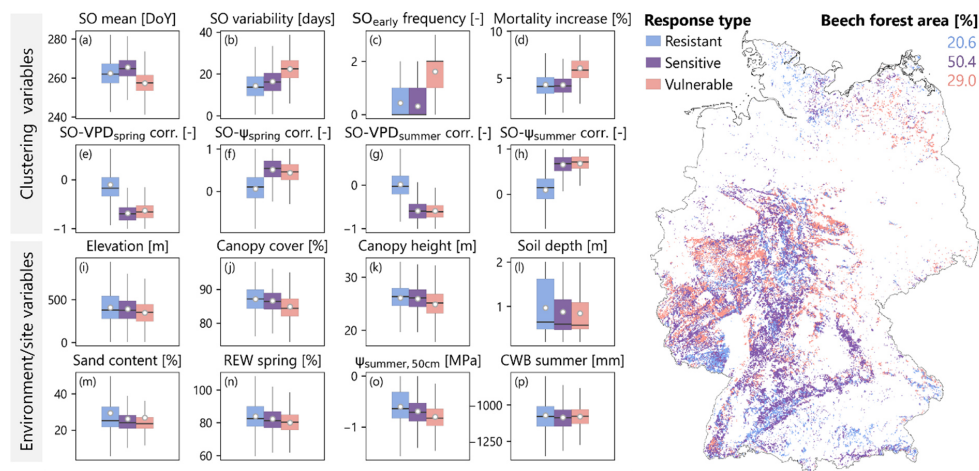 SO mean [DoY]
SO variability [days]
SOearly frequency [-]
Mortality increase [%]
Clustering variables
(a)
280
260
240
(b)
40
20
0
(c)
2
1
0
(d)
10
5
0
SO-VPDspring corr. [-]
SO-Ψspring corr. [-]
SO-VPDsummer corr. [-]
SO-Ψsummer corr. [-]
(e)
0
−1
(f)
1
0
(g)
0
−1
(h)
1
0
Environment/site variables
Elevation [m]
Canopy cover [%]
Canopy height [m]
Soil depth [m]
(i)
500
0
(j)
90
80
(k)
30
20
(l)
2
1
0
Sand content [%]
REW spring [%]
Ψsummer, 50cm [MPa]
CWB summer [mm]
(m)
40
20
(n)
100
80
60
(o)
0
−1
(p)
−1000
−1250
Response type
Beech forest area [%]
Resistant
20.6
Sensitive
50.4
Vulnerable
29.0